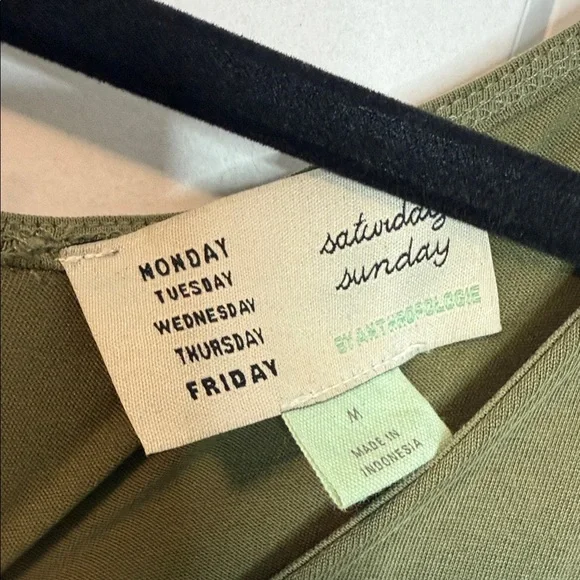 MONDAY
TUESDAY
WEDNESDAY
THURSDAY
FRIDAY
saturday
sunday
BY ANTHROPOLOGIE
M
MADE IN
INDONESIA